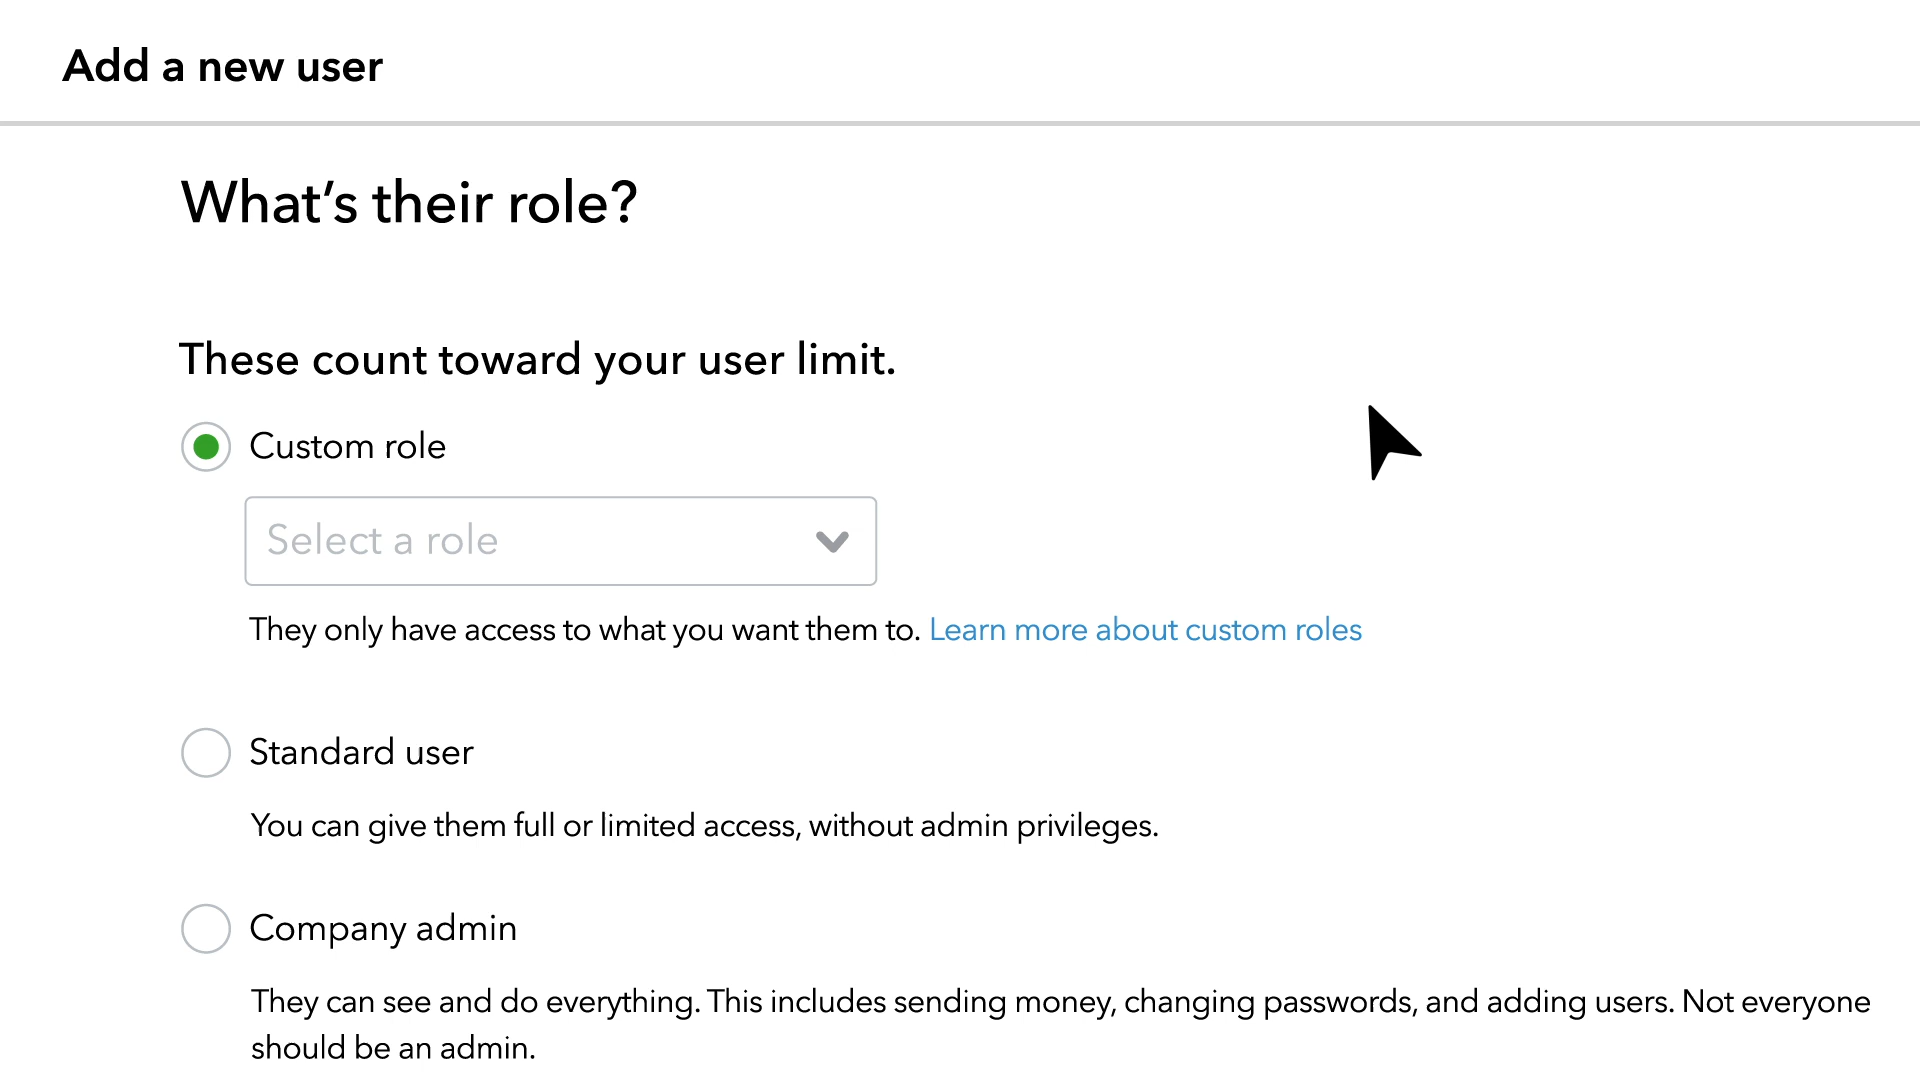 Add a new user
What’s their role?
These count toward your user limit.
Custom role
Select a role
They only have access to what you want them to. Learn more about custom roles
Standard user
You can give them full or limited access, without admin privileges.
Company admin
They can see and do everything. This includes sending money, changing passwords, and adding users. Not everyone
should be an admin.